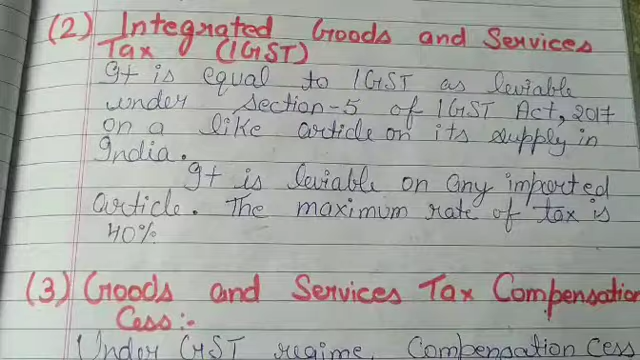 (2) Integrated Goods and Services
Tax (IGST)
It is equal to IGST as leviable
under section-5 of IGST Act, 2017
on a like article on its supply in
India.
It is leviable on any imported
article. The maximum rate of tax is
40%
(3) Goods and Services Tax Compensation
Cess:-
Under GST regime, Compensation cess